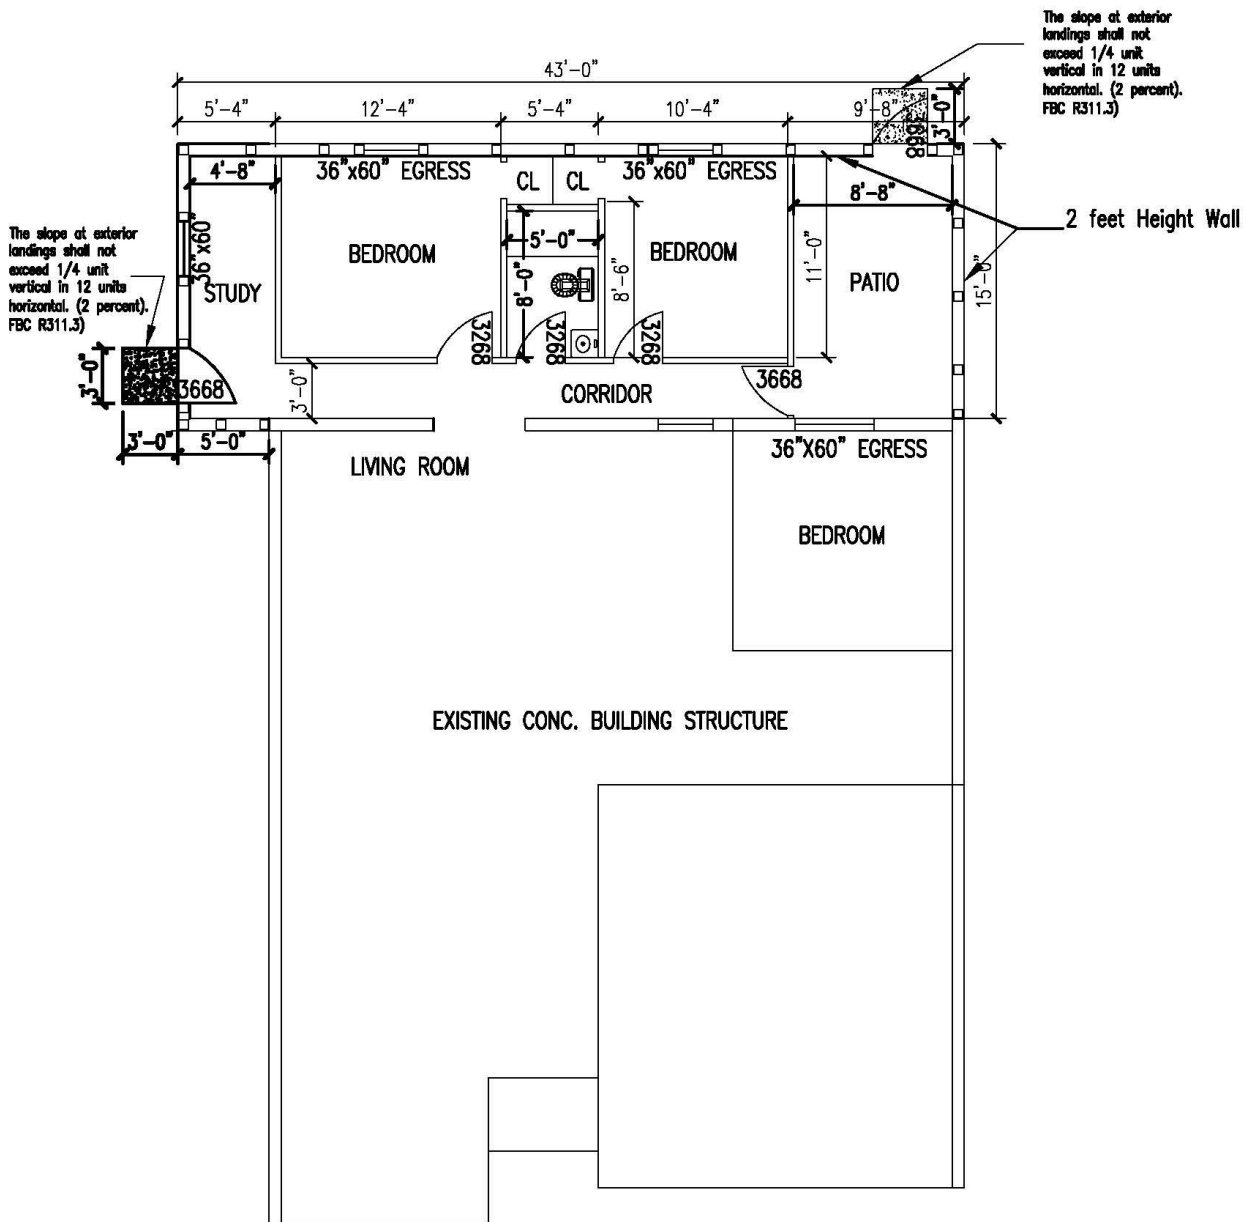 The slope at exterior
landings shall not
exceed 1/4 unit
vertical in 12 units
horizontal. (2 percent).
FBC R311.3)
43'-0"
5'-4"
12'-4"
5'-4"
10'-4"
9'-8"
3'-0"
3668
4'-8"
36"x60" EGRESS
CL
CL
36"x60" EGRESS
8'-8"
2 feet Height Wall
The slope at exterior
landings shall not
exceed 1/4 unit
vertical in 12 units
horizontal. (2 percent).
FBC R311.3)
36"x60"
STUDY
BEDROOM
5'-0"
8'-0"
8'-6"
BEDROOM
11'-0"
PATIO
15'-0"
3268
3268
3268
3'-0"
3668
3'-0"
CORRIDOR
3668
3'-0"
5'-0"
LIVING ROOM
36"X60" EGRESS
BEDROOM
EXISTING CONC. BUILDING STRUCTURE